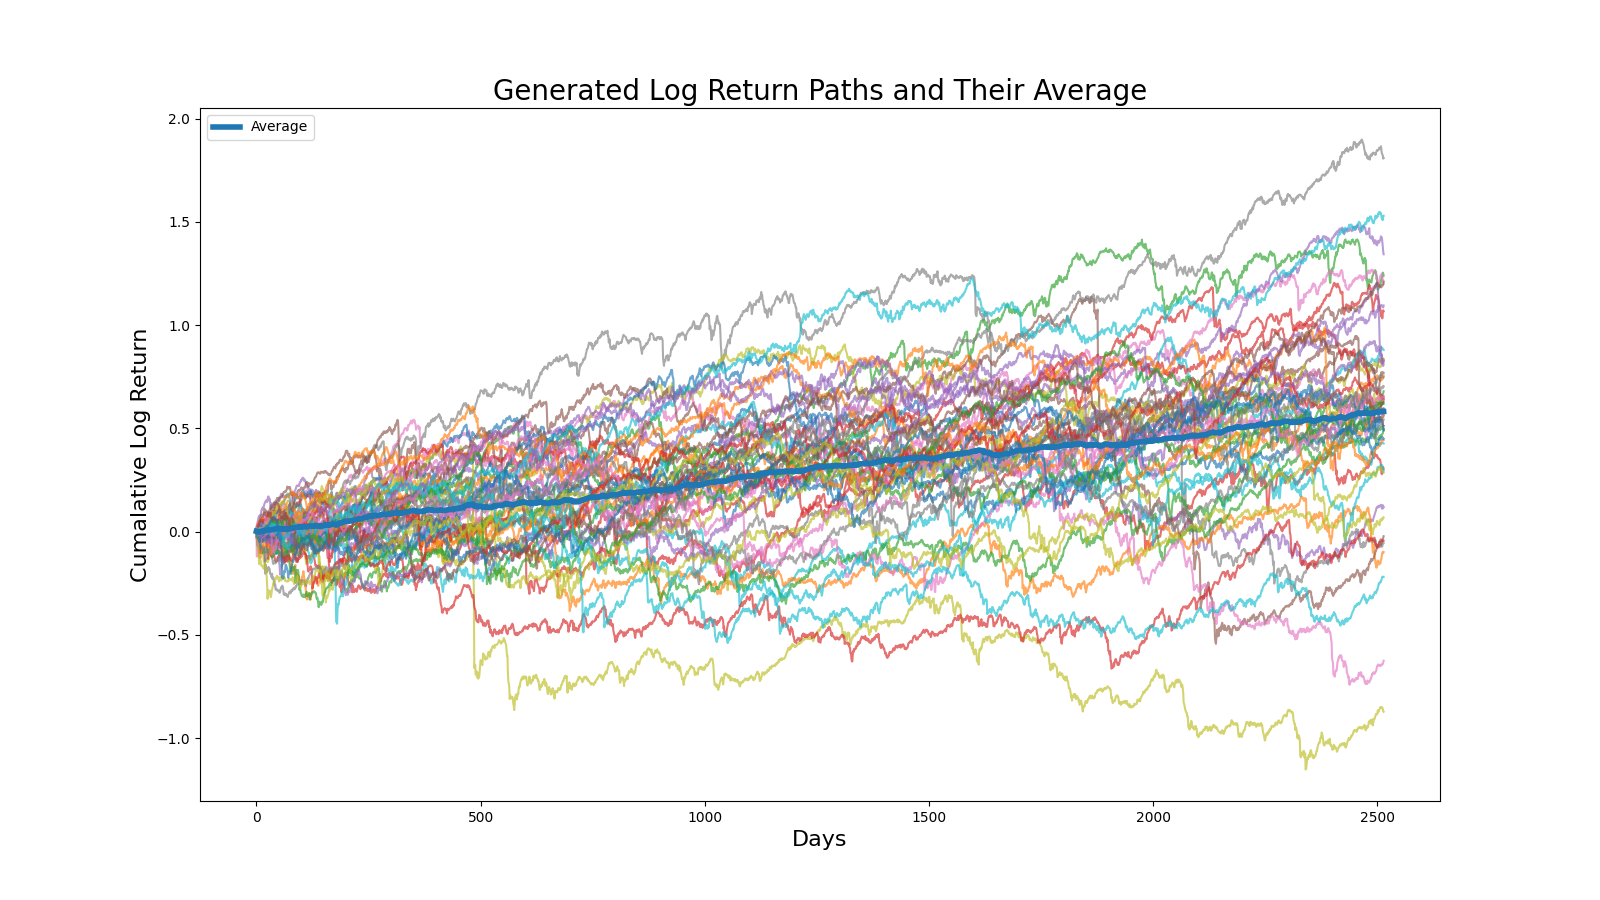 Generated Log Return Paths and Their Average
Average
2.0
1.5
1.0
0.5
0.0
−0.5
−1.0
Cumalative Log Return
0 500 1000 1500 2000 2500
Days